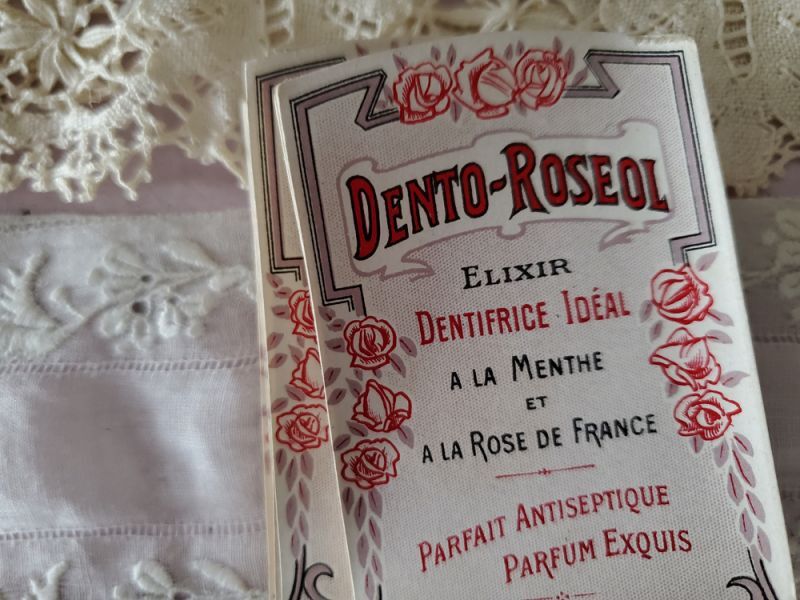 DENTO-ROSEOL
ELIXIR
DENTIFRICE IDÉAL
A LA MENTHE
ET
A LA ROSE DE FRANCE
PARFAIT ANTISEPTIQUE
PARFUM EXQUIS